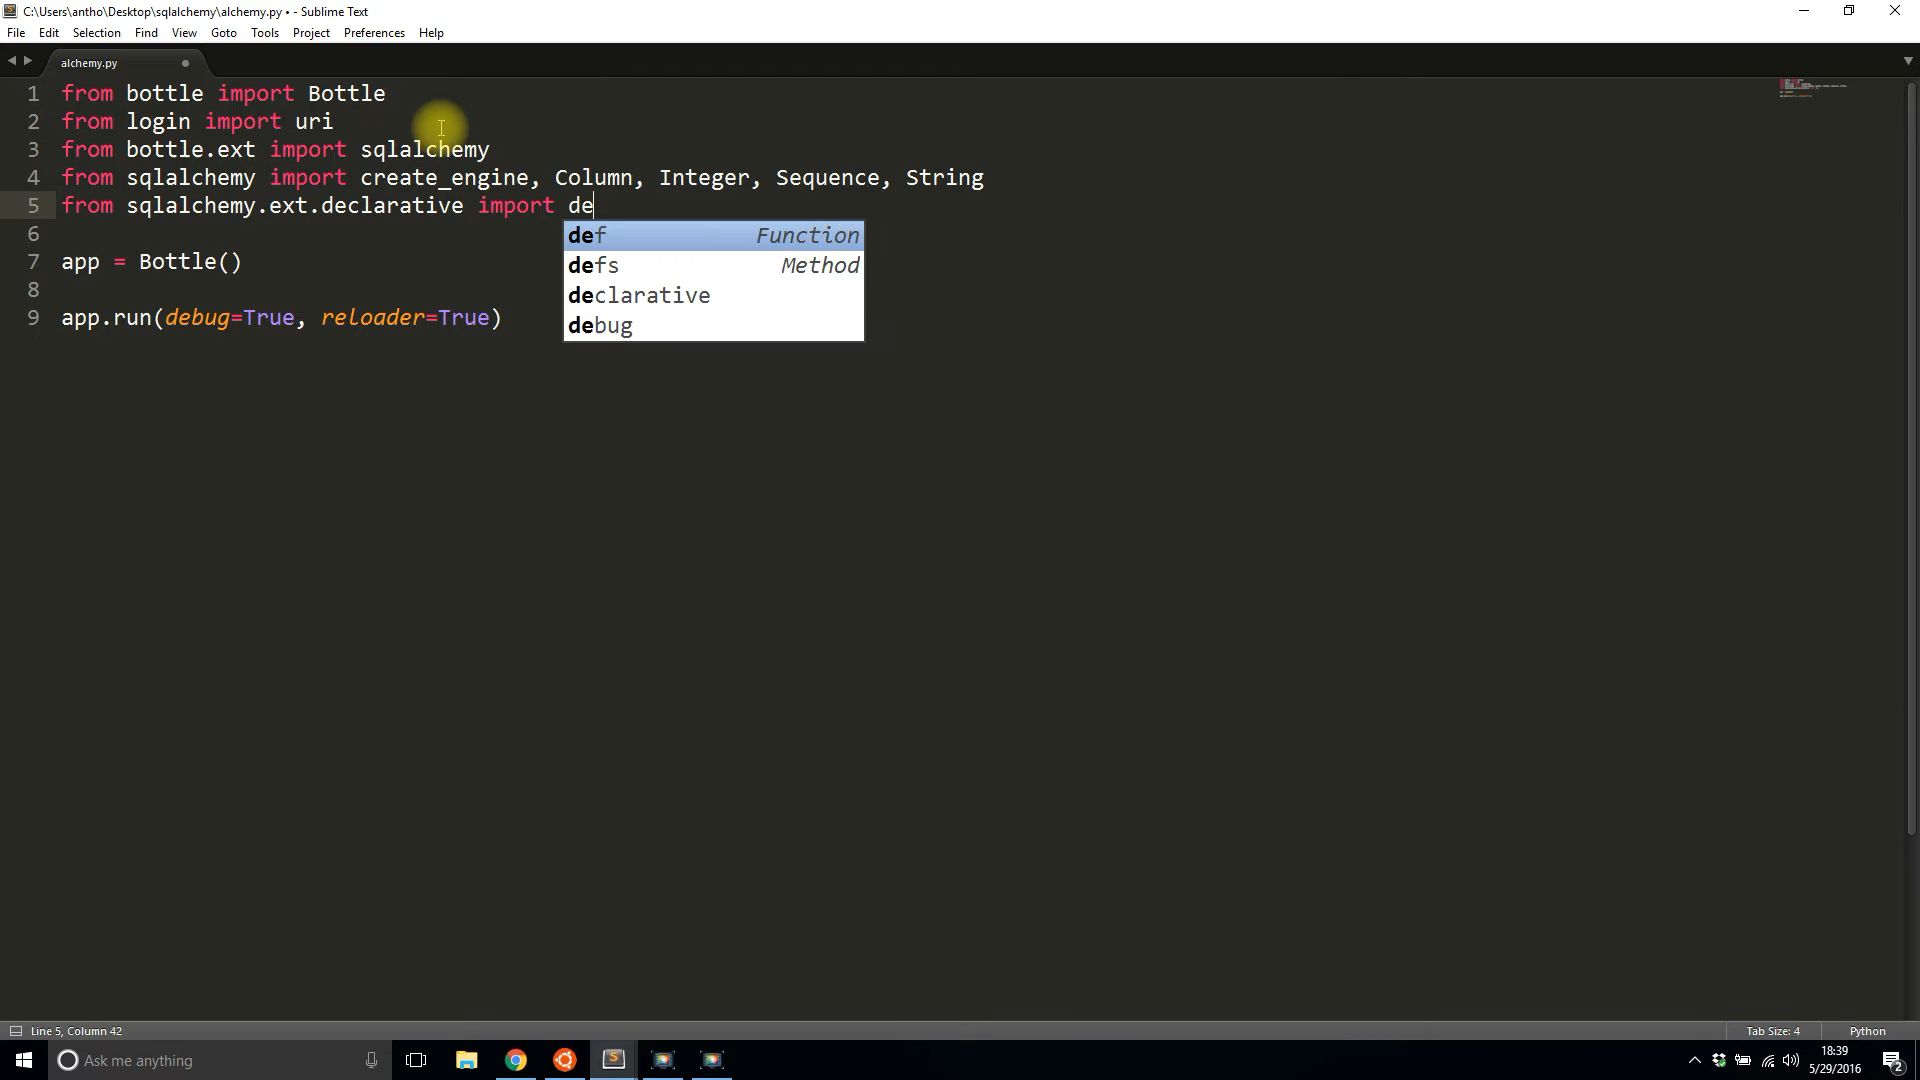 C:\Users\antho\Desktop\sqlalchemy\alchemy.py • - Sublime Text
File Edit Selection Find View Goto Tools Project Preferences Help
alchemy.py
1 from bottle import Bottle
2 from login import uri
3 from bottle.ext import sqlalchemy
4 from sqlalchemy import create_engine, Column, Integer, Sequence, String
5 from sqlalchemy.ext.declarative import de
def Function
defs Method
declarative
debug
6
7 app = Bottle()
8
9 app.run(debug=True, reloader=True)
Line 5, Column 42
Tab Size: 4 Python
Ask me anything
18:39
5/29/2016
2